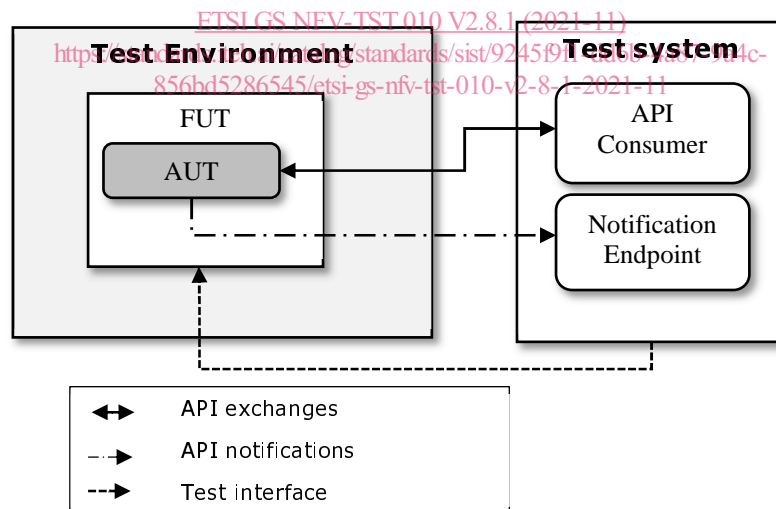 ETSI GS NFV-TST 010 V2.8.1 (2021-11)
Test Environment
Test system
856bd5286545/etsi-gs-nfv-tst-010-v2-8-1-2021-11
FUT
AUT
API
Consumer
Notification
Endpoint
API exchanges
API notifications
Test interface